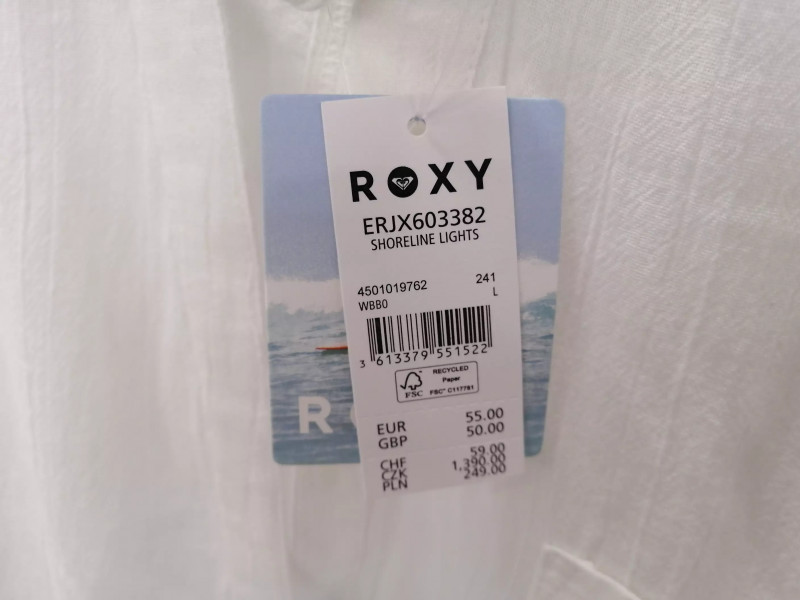 ROXY
ERJX603382
SHORELINE LIGHTS
4501019762 241
WBB0 L
3 613379 551522
FSC
RECYCLED
Paper
FSC® C117791
EUR 55.00
GBP 50.00
CHF 59.00
CZK 1,390.00
PLN 249.00
R